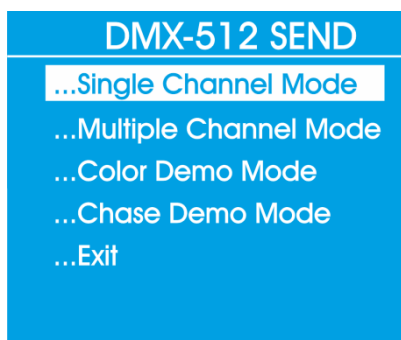 DMX-512 SEND
...Single Channel Mode
...Multiple Channel Mode
...Color Demo Mode
...Chase Demo Mode
...Exit